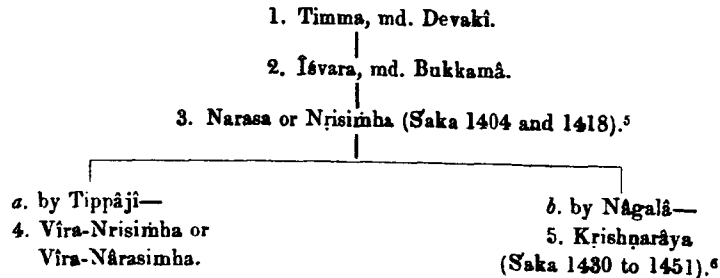 1. Timma, md. Devakî.
2. Îśvara, md. Bukkamâ.
3. Narasa or Nṛisiṁha (Śaka 1404 and 1418).⁵
a. by Tippâjî—
4. Vîra-Nrisiṁha or
Vîra-Nârasiṁha.
b. by Nâgalâ—
5. Kṛishṇarâya
(Śaka 1430 to 1451).⁶